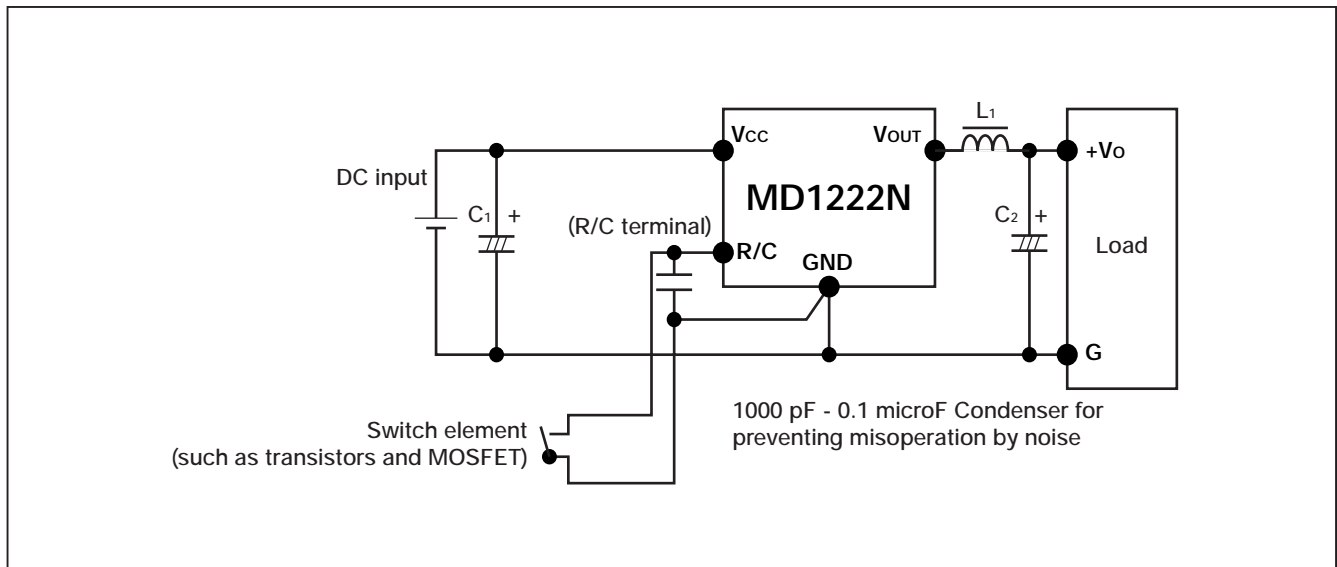 L1
VCC
VOUT
+VO
DC input
MD1222N
C1 +
C2 +
(R/C terminal)
R/C
GND
Load
G
1000 pF - 0.1 microF Condenser for
preventing misoperation by noise
Switch element
(such as transistors and MOSFET)